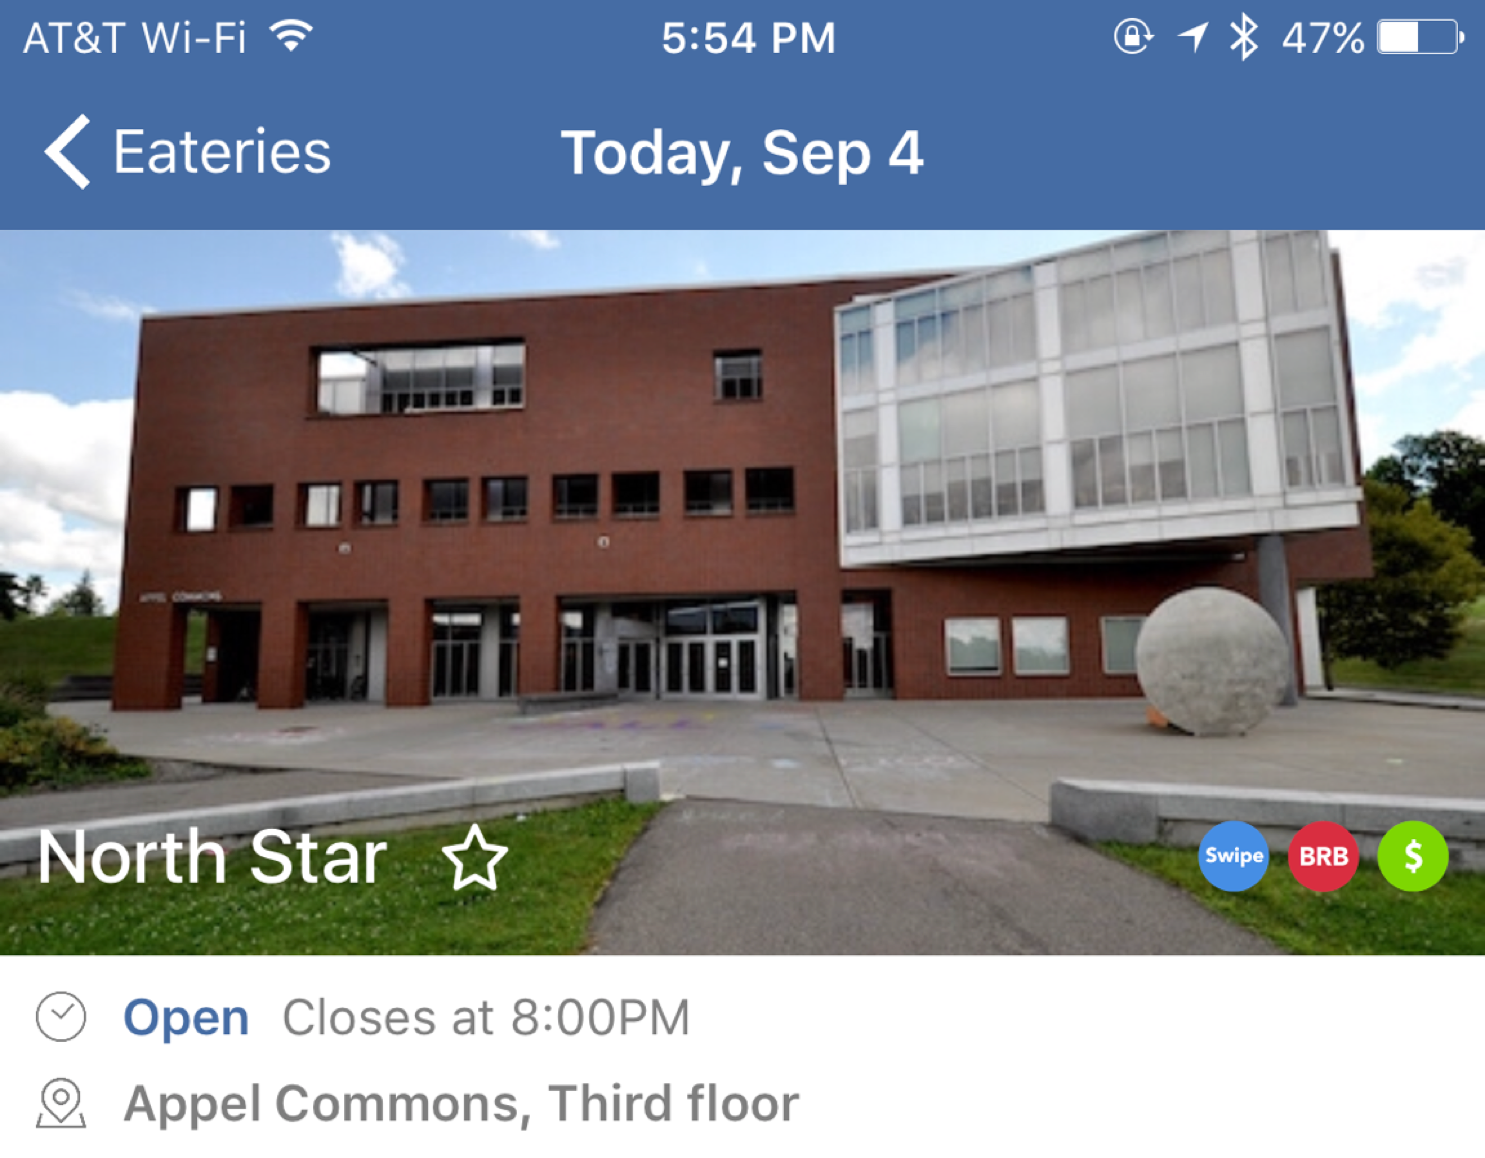 AT&T Wi-Fi 5:54 PM 47%
Eateries Today, Sep 4
APPEL COMMONS
North Star Swipe BRB $
Open Closes at 8:00PM
Appel Commons, Third floor